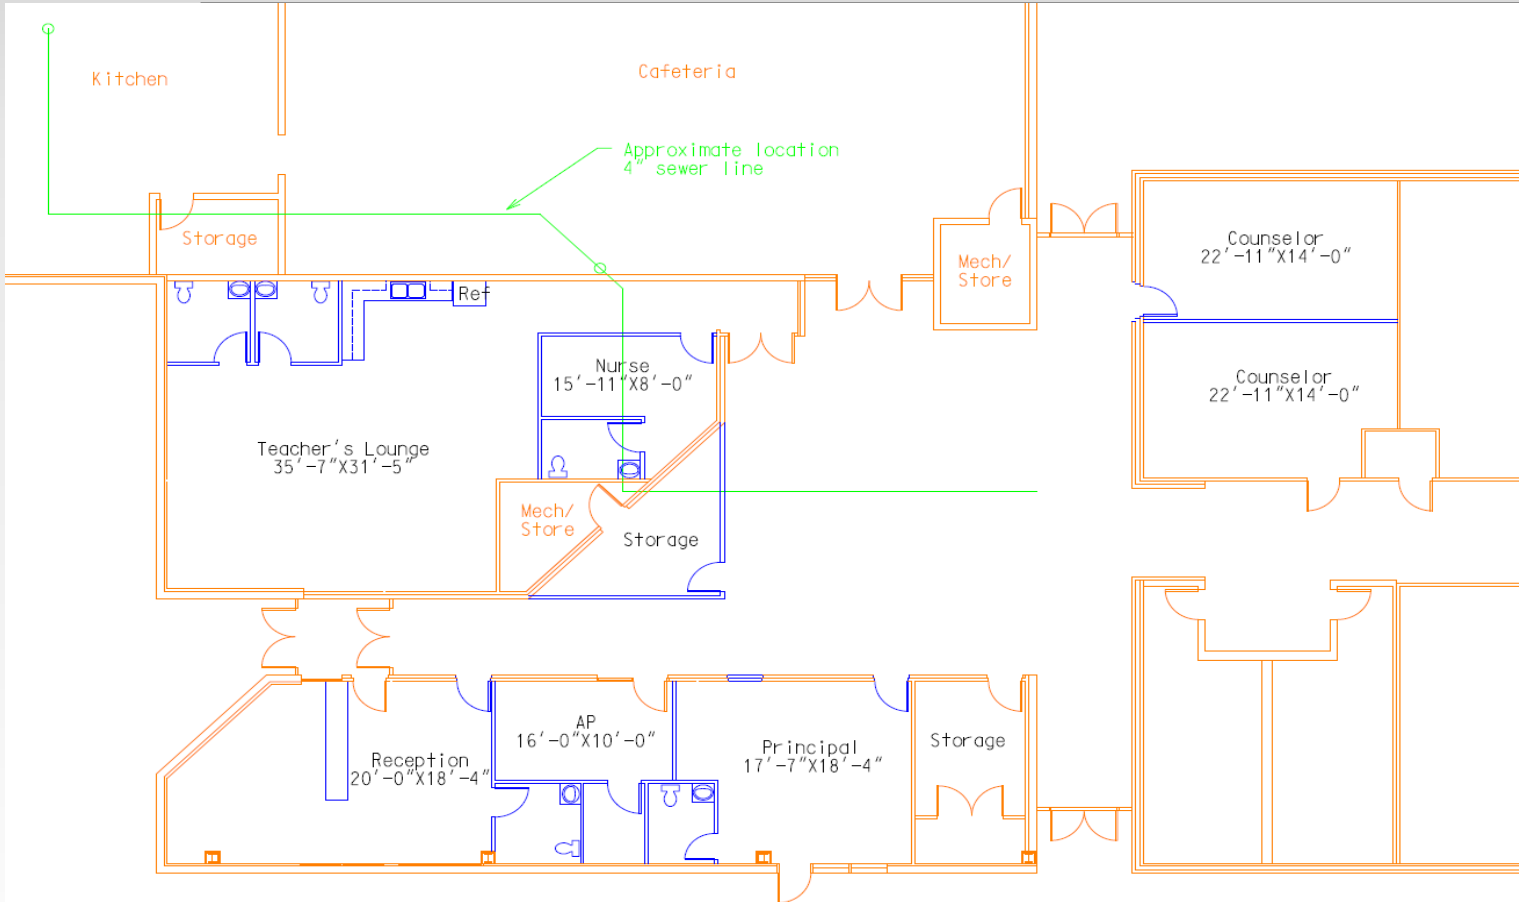 Kitchen
Cafeteria
Approximate location
4" sewer line
Storage
Mech/
Store
Counselor
22'-11"X14'-0"
Ref
Nurse
15'-11"X8'-0"
Counselor
22'-11"X14'-0"
Teacher's Lounge
35'-7"X31'-5"
Mech/
Store
Storage
AP
16'-0"X10'-0"
Reception
20'-0"X18'-4"
Principal
17'-7"X18'-4"
Storage